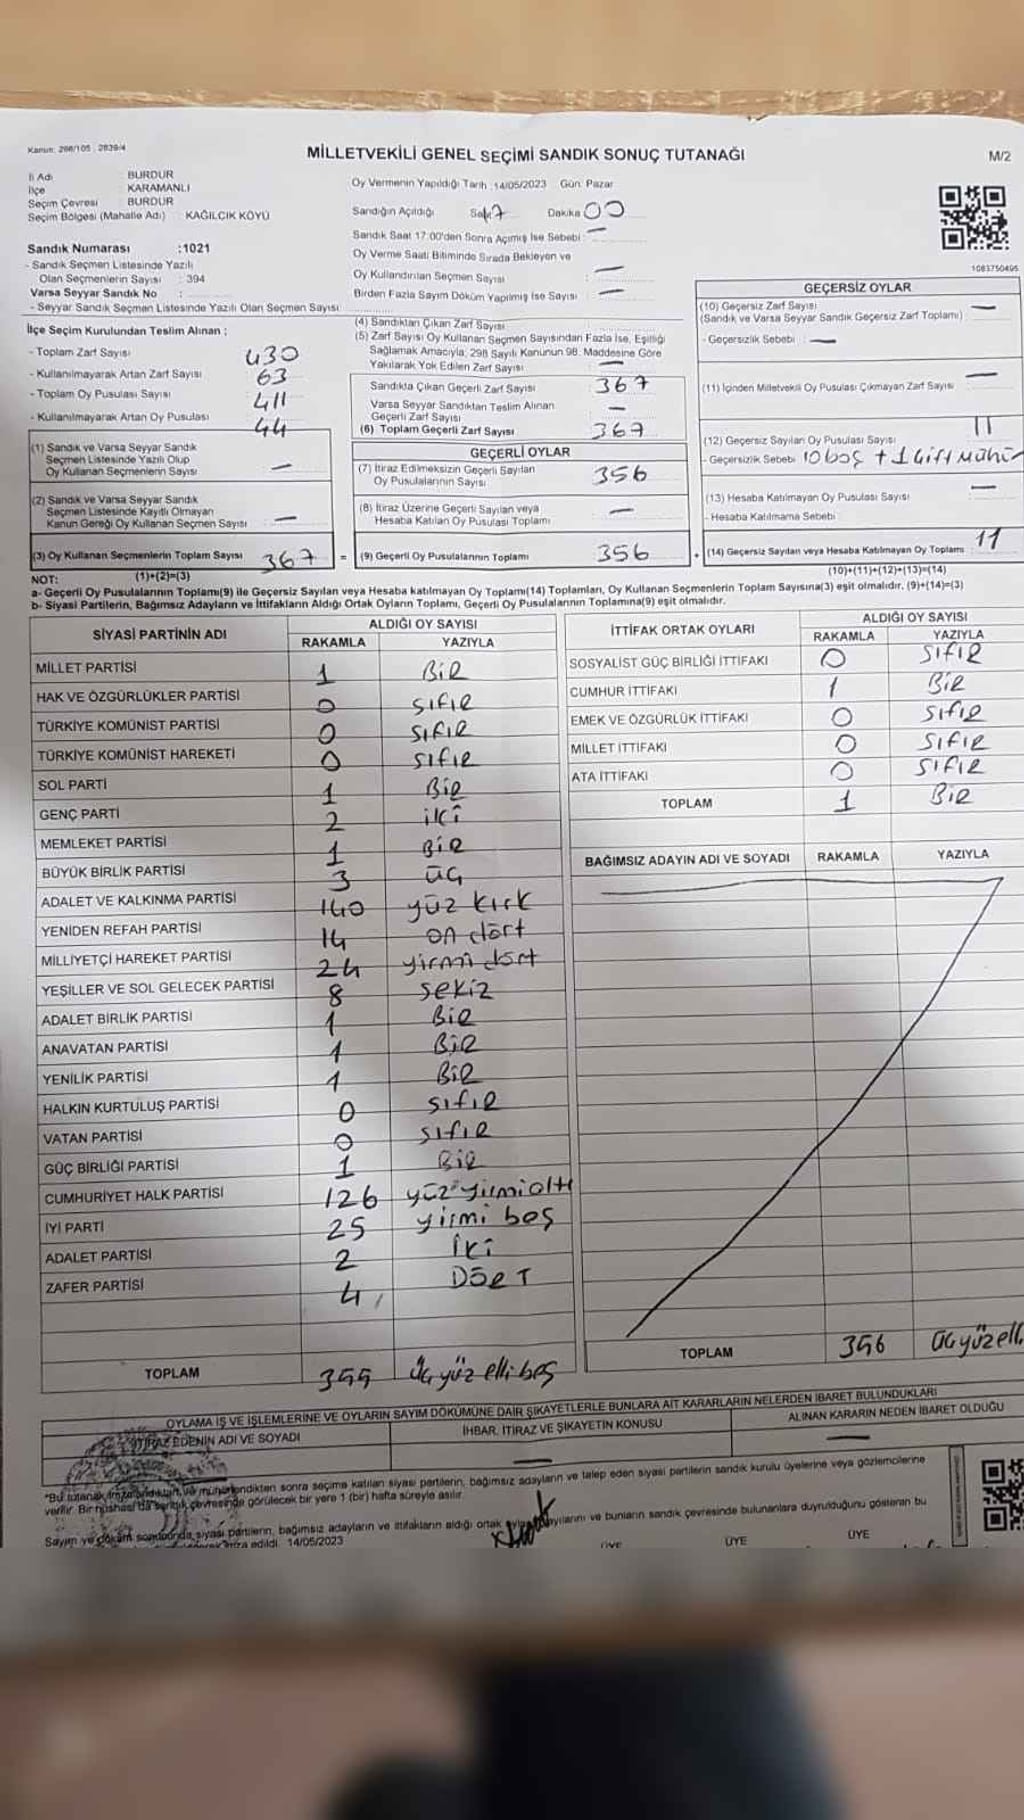 Kanun: 298/105 , 2839/4
MİLLETVEKİLİ GENEL SEÇİMİ SANDIK SONUÇ TUTANAĞI
M/2
İl Adı : BURDUR
İlçe : KARAMANLI
Seçim Çevresi : BURDUR
Seçim Bölgesi (Mahalle Adı) : KAĞILCIK KÖYÜ
Sandık Numarası :1021
- Sandık Seçmen Listesinde Yazılı
Olan Seçmenlerin Sayısı : 394
Varsa Seyyar Sandık No :
- Seyyar Sandık Seçmen Listesinde Yazılı Olan Seçmen Sayısı
Oy Vermenin Yapıldığı Tarih :14/05/2023 Gün: Pazar
Sandığın Açıldığı Saat 7 Dakika 00
Sandık Saat 17:00'den Sonra Açımış İse Sebebi : —
Oy Verme Saati Bitiminde Sırada Bekleyen ve
Oy Kullandırılan Seçmen Sayısı : —
Birden Fazla Sayım Döküm Yapılmış İse Sayısı : —
1083750495
İlçe Seçim Kurulundan Teslim Alınan ;
- Toplam Zarf Sayısı 430
- Kullanılmayarak Artan Zarf Sayısı 63
- Toplam Oy Pusulası Sayısı 411
- Kullanılmayarak Artan Oy Pusulası 44
(1) Sandık ve Varsa Seyyar Sandık
Seçmen Listesinde Yazılı Olup
Oy Kullanan Seçmenlerin Sayısı —
(2) Sandık ve Varsa Seyyar Sandık
Seçmen Listesinde Kayıtlı Olmayan
Kanun Gereği Oy Kullanan Seçmen Sayısı —
(3) Oy Kullanan Seçmenlerin Toplam Sayısı 367 =
(1)+(2)=(3)
(4) Sandıktan Çıkan Zarf Sayısı
(5) Zarf Sayısı Oy Kullanan Seçmen Sayısından Fazla İse, Eşitliği
Sağlamak Amacıyla, 298 Sayılı Kanunun 98. Maddesine Göre
Yakılarak Yok Edilen Zarf Sayısı —
Sandıkta Çıkan Geçerli Zarf Sayısı 367
Varsa Seyyar Sandıktan Teslim Alınan
Geçerli Zarf Sayısı —
(6) Toplam Geçerli Zarf Sayısı 367
GEÇERLİ OYLAR
(7) İtiraz Edilmeksizin Geçerli Sayılan
Oy Pusulalarının Sayısı 356
(8) İtiraz Üzerine Geçerli Sayılan veya
Hesaba Katılan Oy Pusulası Toplamı —
(9) Geçerli Oy Pusulalarının Toplamı 356 +
GEÇERSİZ OYLAR
(10) Geçersiz Zarf Sayısı —
(Sandık ve Varsa Seyyar Sandık Geçersiz Zarf Toplamı)
- Geçersizlik Sebebi : —
(11) İçinden Milletvekili Oy Pusulası Çıkmayan Zarf Sayısı —
(12) Geçersiz Sayılan Oy Pusulası Sayısı 11
- Geçersizlik Sebebi 10 boş + 1 Çift mühür
(13) Hesaba Katılmayan Oy Pusulası Sayısı —
- Hesaba Katılmama Sebebi
(14) Geçersiz Sayılan veya Hesaba Katılmayan Oy Toplamı 11
(10)+(11)+(12)+(13)=(14)
NOT:
a- Geçerli Oy Pusulalarının Toplamı(9) ile Geçersiz Sayılan veya Hesaba katılmayan Oy Toplamı(14) Toplamları, Oy Kullanan Seçmenlerin Toplam Sayısına(3) eşit olmalıdır. (9)+(14)=(3)
b- Siyasi Partilerin, Bağımsız Adayların ve İttifakların Aldığı Ortak Oyların Toplamı, Geçerli Oy Pusulalarının Toplamına(9) eşit olmalıdır.
SİYASİ PARTİNİN ADI
ALDIĞI OY SAYISI
RAKAMLA YAZIYLA
MİLLET PARTİSİ 1 BİR
HAK VE ÖZGÜRLÜKLER PARTİSİ 0 SIFIR
TÜRKİYE KOMÜNİST PARTİSİ 0 SIFIR
TÜRKİYE KOMÜNİST HAREKETİ 0 SIFIR
SOL PARTİ 1 BİR
GENÇ PARTİ 2 iki
MEMLEKET PARTİSİ 1 BİR
BÜYÜK BİRLİK PARTİSİ 3 üç
ADALET VE KALKINMA PARTİSİ 140 yüz kırk
YENİDEN REFAH PARTİSİ 14 on dört
MİLLİYETÇİ HAREKET PARTİSİ 24 yirmi dört
YEŞİLLER VE SOL GELECEK PARTİSİ 8 sekiz
ADALET BİRLİK PARTİSİ 1 BİR
ANAVATAN PARTİSİ 1 BİR
YENİLİK PARTİSİ 1 BİR
HALKIN KURTULUŞ PARTİSİ 0 SIFIR
VATAN PARTİSİ 0 SIFIR
GÜÇ BİRLİĞİ PARTİSİ 1 BİR
CUMHURİYET HALK PARTİSİ 126 yüz yirmi altı
İYİ PARTİ 25 yirmi beş
ADALET PARTİSİ 2 iki
ZAFER PARTİSİ 4 DÖRT
TOPLAM 355 üç yüz elli beş
İTTİFAK ORTAK OYLARI
ALDIĞI OY SAYISI
RAKAMLA YAZIYLA
SOSYALİST GÜÇ BİRLİĞİ İTTİFAKI 0 SIFIR
CUMHUR İTTİFAKI 1 BİR
EMEK VE ÖZGÜRLÜK İTTİFAKI 0 SIFIR
MİLLET İTTİFAKI 0 SIFIR
ATA İTTİFAKI 0 SIFIR
TOPLAM 1 BİR
BAĞIMSIZ ADAYIN ADI VE SOYADI RAKAMLA YAZIYLA
TOPLAM 356 üç yüz elli
OYLAMA İŞ VE İŞLEMLERİNE VE OYLARIN SAYIM DÖKÜMÜNE DAİR ŞİKAYETLERLE BUNLARA AİT KARARLARIN NELERDEN İBARET BULUNDUKLARI
İTİRAZ EDENİN ADI VE SOYADI
İHBAR, İTİRAZ VE ŞİKAYETİN KONUSU
ALINAN KARARIN NEDEN İBARET OLDUĞU
*Bu tutanak ve mühürlendikten sonra seçime katılan siyasi partilerin, bağımsız adayların ve talep eden siyasi partilerin sandık kurulu üyelerine veya gözlemcilerine
verilir. Bir nüshası da sandık çevresinde görülecek bir yere 1 (bir) hafta süreyle asılır.
Sayım ve döküm sonucunda siyasi partilerin, bağımsız adayların ve ittifakların aldığı ortak ve bunların sandık çevresinde bulunanlara duyrulduğunu gösteren bu
edildi. 14/05/2023
ÜYE ÜYE ÜYE